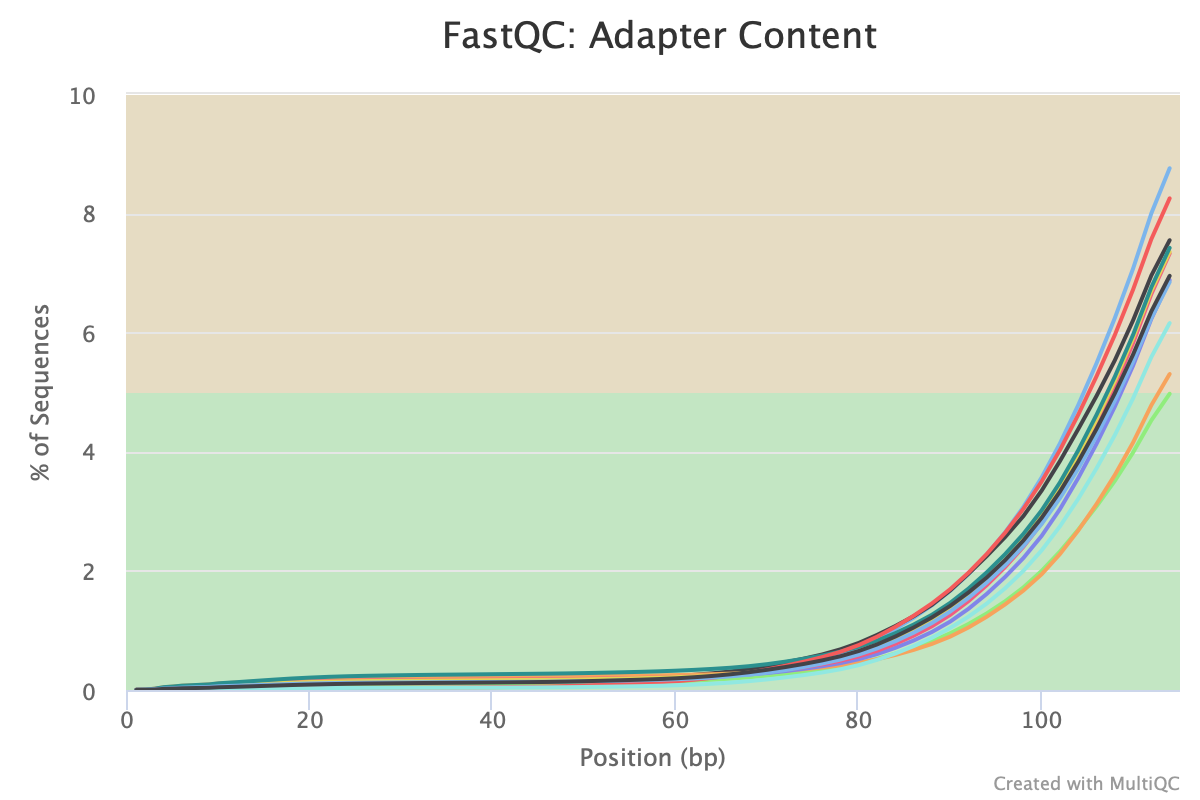 FastQC: Adapter Content
10
8
6
4
2
0
% of Sequences
0 20 40 60 80 100
Position (bp)
Created with MultiQC